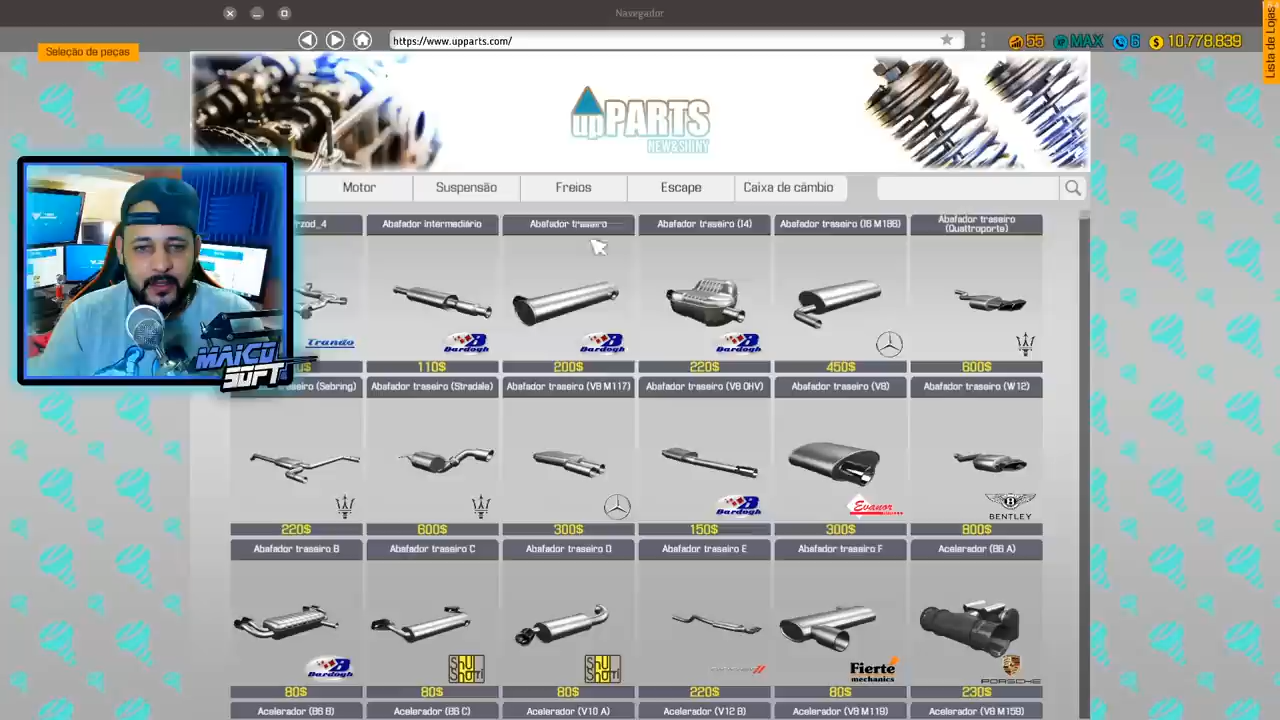 Navegador
Seleção de peças
https://www.upparts.com/
55
MAX
6
$ 10,778,839
Lista de Lojas
upPARTS
NEW&SHINY
Motor
Suspensão
Freios
Escape
Caixa de câmbio
Abafador intermediário
Abafador traseiro
Abafador traseiro (I4)
Abafador traseiro (I6 M186)
Abafador traseiro
(Quattroporte)
Bardogh
Bardogh
Bardogh
110$
200$
220$
450$
600$
MAICO
SOFT
(Sebring)
Abafador traseiro (Stradale)
Abafador traseiro (V8 M117)
Abafador traseiro (V8 OHV)
Abafador traseiro (V8)
Abafador traseiro (W12)
Bardogh
Evanor
BENTLEY
220$
600$
300$
150$
300$
800$
Abafador traseiro B
Abafador traseiro C
Abafador traseiro D
Abafador traseiro E
Abafador traseiro F
Acelerador (B6 A)
Bardogh
Fierté
mechanics
PORSCHE
80$
80$
80$
220$
80$
230$
Acelerador (B6 B)
Acelerador (B6 C)
Acelerador (V10 A)
Acelerador (V12 B)
Acelerador (V8 M119)
Acelerador (V8 M159)